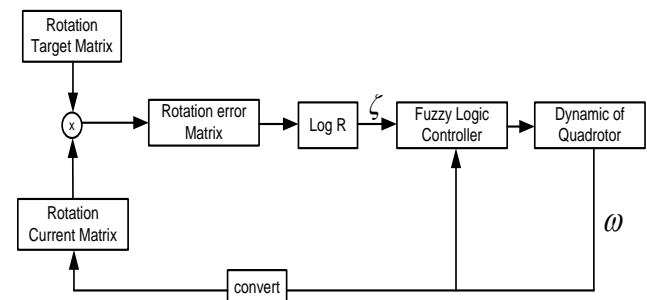 Rotation
Target Matrix
x
Rotation error
Matrix
Log R
ζ
Fuzzy Logic
Controller
Dynamic of
Quadrotor
Rotation
Current Matrix
ω
convert